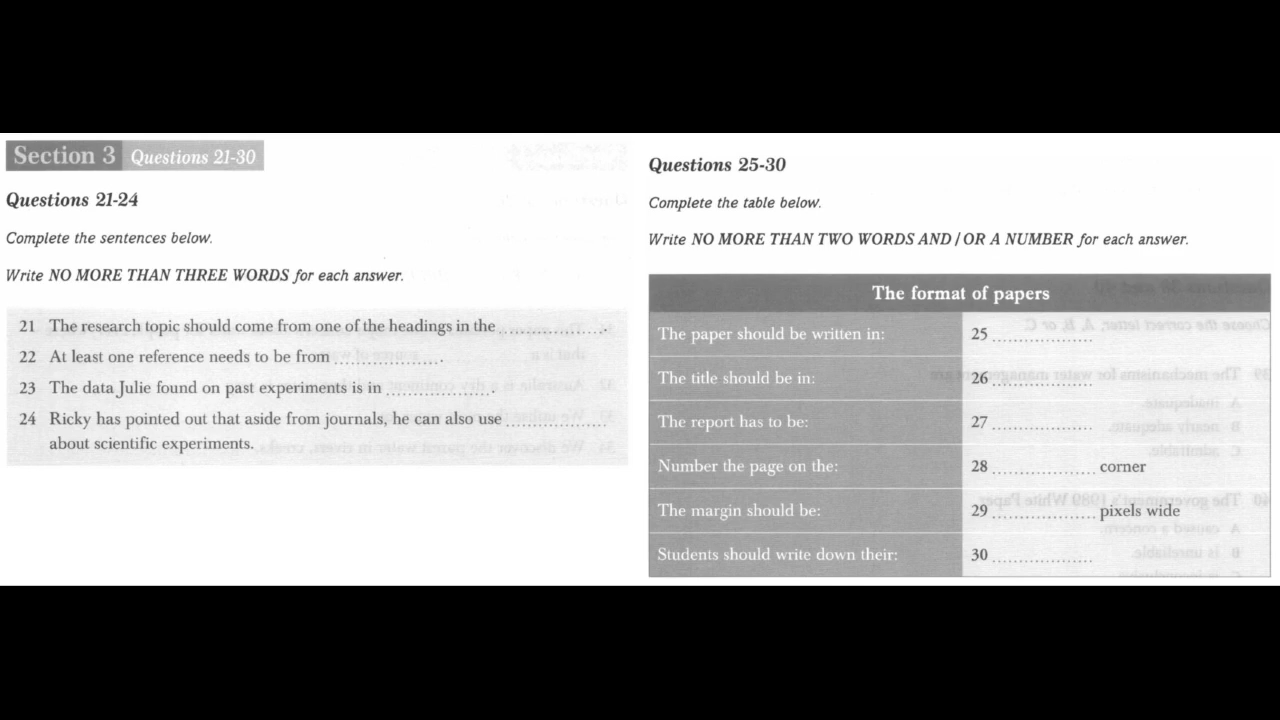 Section 3 Questions 21-30
Questions 21-24
Complete the sentences below.
Write NO MORE THAN THREE WORDS for each answer.
21 The research topic should come from one of the headings in the ....................
22 At least one reference needs to be from ....................
23 The data Julie found on past experiments is in ....................
24 Ricky has pointed out that aside from journals, he can also use ....................
about scientific experiments.
Questions 25-30
Complete the table below.
Write NO MORE THAN TWO WORDS AND / OR A NUMBER for each answer.
The format of papers
The paper should be written in: 25 ....................
The title should be in: 26 ....................
The report has to be: 27 ....................
Number the page on the: 28 .................... corner
The margin should be: 29 .................... pixels wide
Students should write down their: 30 ....................